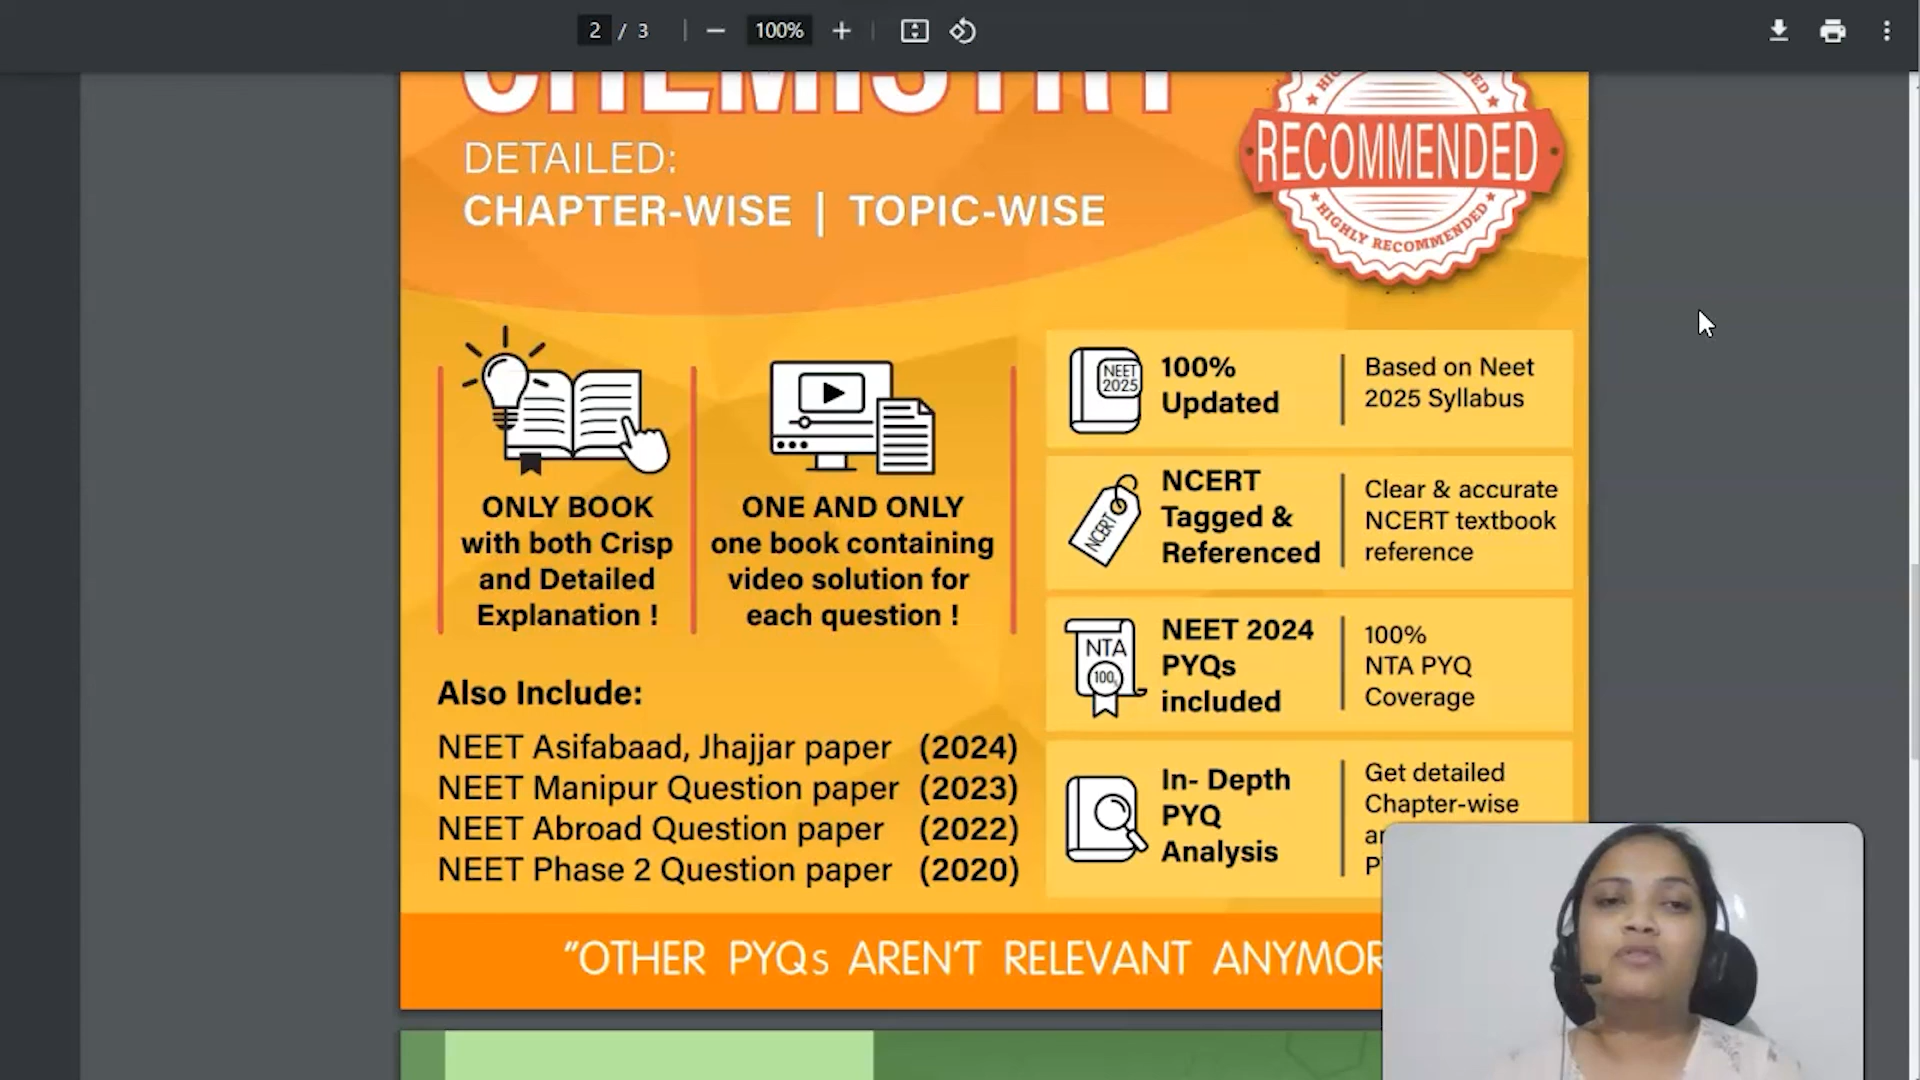 2 / 3
100%
CHEMISTRY
DETAILED:
CHAPTER-WISE | TOPIC-WISE
RECOMMENDED
HIGHLY RECOMMENDED
ONLY BOOK
with both Crisp
and Detailed
Explanation !
ONE AND ONLY
one book containing
video solution for
each question !
Also Include:
NEET Asifabaad, Jhajjar paper (2024)
NEET Manipur Question paper (2023)
NEET Abroad Question paper (2022)
NEET Phase 2 Question paper (2020)
NEET
2025
100%
Updated
Based on Neet
2025 Syllabus
NCERT
NCERT
Tagged &
Referenced
Clear & accurate
NCERT textbook
reference
NTA
100%
NEET 2024
PYQs
included
100%
NTA PYQ
Coverage
In- Depth
PYQ
Analysis
Get detailed
Chapter-wise
"OTHER PYQs AREN'T RELEVANT